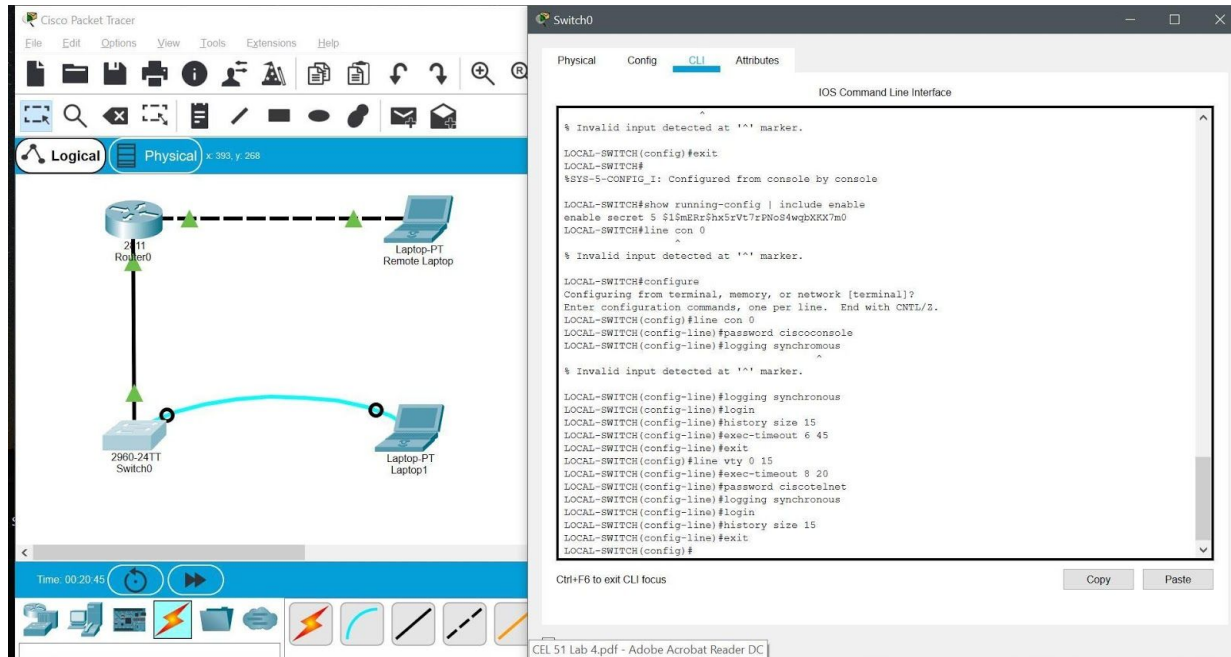 Cisco Packet Tracer
File Edit Options View Tools Extensions Help
R
Logical Physical x: 393, y: 268
2811
Router0
Laptop-PT
Remote Laptop
2960-24TT
Switch0
Laptop-PT
Laptop1
Time: 00:20:45
Switch0
Physical Config CLI Attributes
IOS Command Line Interface
^
% Invalid input detected at '^' marker.
LOCAL-SWITCH(config)#exit
LOCAL-SWITCH#
%SYS-5-CONFIG_I: Configured from console by console
LOCAL-SWITCH#show running-config | include enable
enable secret 5 $1$mERr$hx5rVt7rPNoS4wqbXKX7m0
LOCAL-SWITCH#line con 0
^
% Invalid input detected at '^' marker.
LOCAL-SWITCH#configure
Configuring from terminal, memory, or network [terminal]?
Enter configuration commands, one per line. End with CNTL/Z.
LOCAL-SWITCH(config)#line con 0
LOCAL-SWITCH(config-line)#password ciscoconsole
LOCAL-SWITCH(config-line)#logging synchromous
^
% Invalid input detected at '^' marker.
LOCAL-SWITCH(config-line)#logging synchronous
LOCAL-SWITCH(config-line)#login
LOCAL-SWITCH(config-line)#history size 15
LOCAL-SWITCH(config-line)#exec-timeout 6 45
LOCAL-SWITCH(config-line)#exit
LOCAL-SWITCH(config)#line vty 0 15
LOCAL-SWITCH(config-line)#exec-timeout 8 20
LOCAL-SWITCH(config-line)#password ciscotelnet
LOCAL-SWITCH(config-line)#logging synchronous
LOCAL-SWITCH(config-line)#login
LOCAL-SWITCH(config-line)#history size 15
LOCAL-SWITCH(config-line)#exit
LOCAL-SWITCH(config)#
Ctrl+F6 to exit CLI focus
Copy Paste
CEL 51 Lab 4.pdf - Adobe Acrobat Reader DC